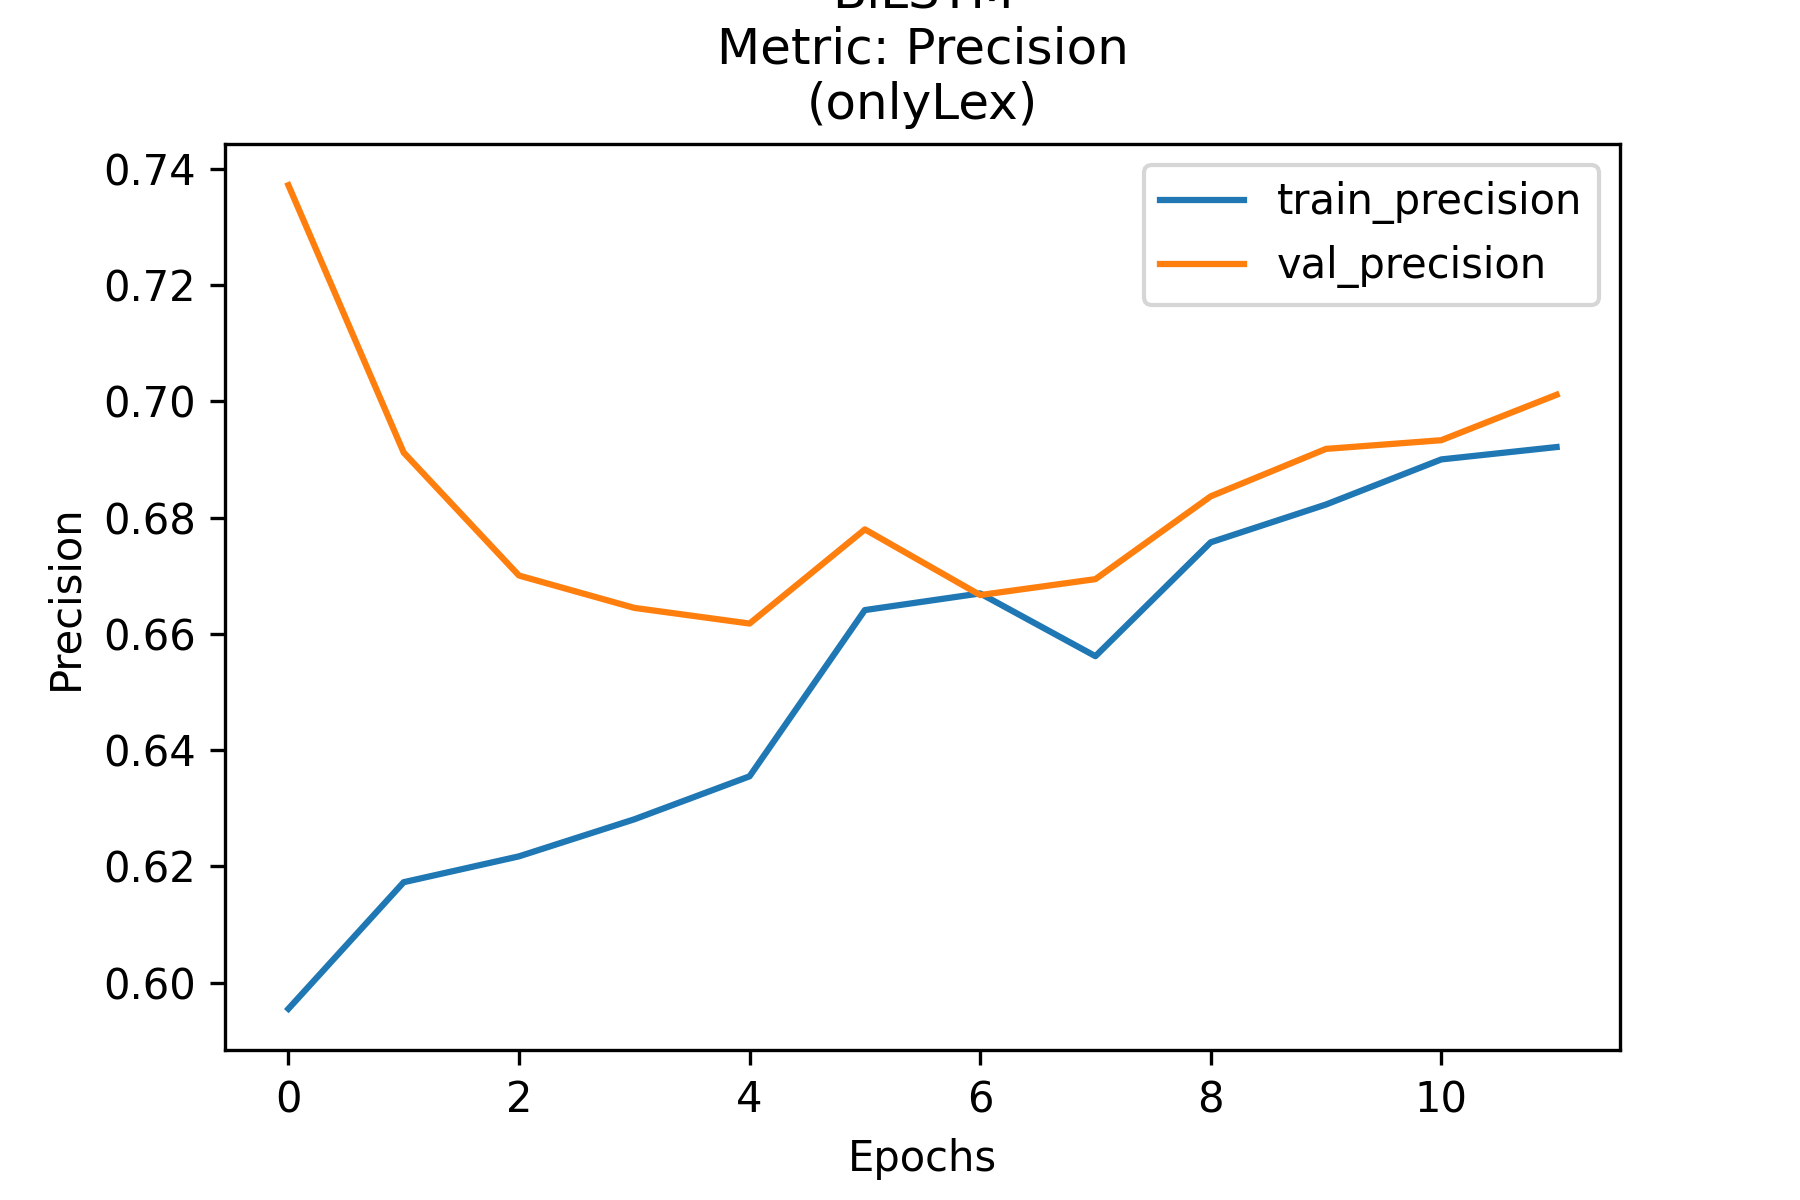 BiLSTM
Metric: Precision
(onlyLex)
train_precision
val_precision
0.74
0.72
0.70
0.68
0.66
0.64
0.62
0.60
Precision
0 2 4 6 8 10
Epochs